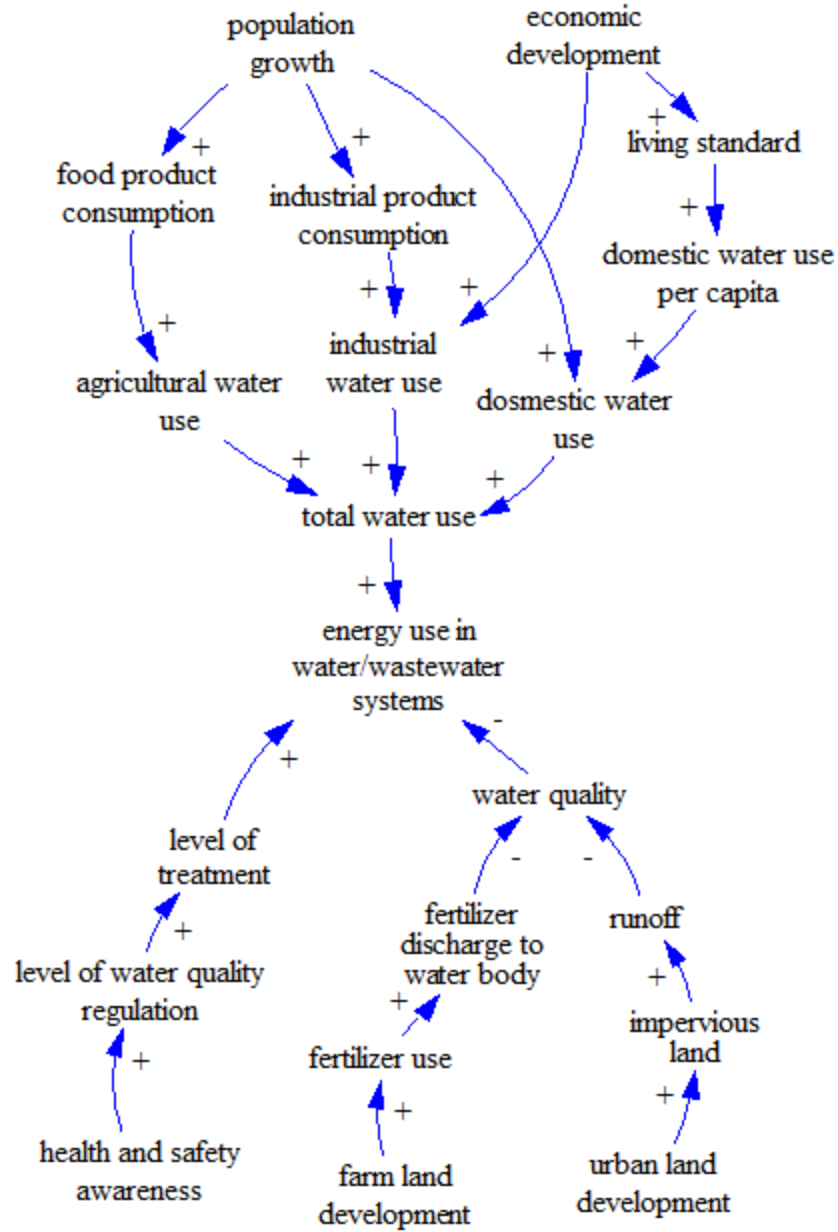 population
growth
economic
development
+
+
+
food product
consumption
industrial product
consumption
living standard
+
domestic water use
per capita
+
+
+
+
+
agricultural water
use
industrial
water use
dosmestic water
use
+
+
+
total water use
+
energy use in
water/wastewater
systems
+
-
water quality
level of
treatment
-
-
+
fertilizer
discharge to
water body
runoff
level of water quality
regulation
+
+
+
fertilizer use
impervious
land
+
+
health and safety
awareness
farm land
development
urban land
development